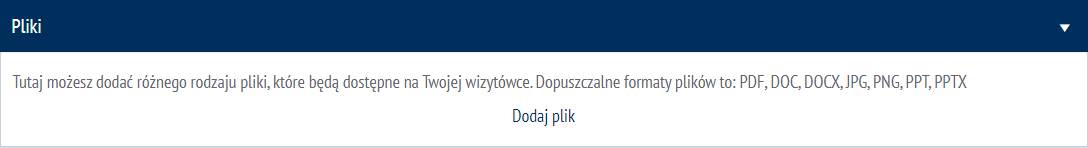 Pliki
Tutaj możesz dodać różnego rodzaju pliki, które będą dostępne na Twojej wizytówce. Dopuszczalne formaty plików to: PDF, DOC, DOCX, JPG, PNG, PPT, PPTX
Dodaj plik